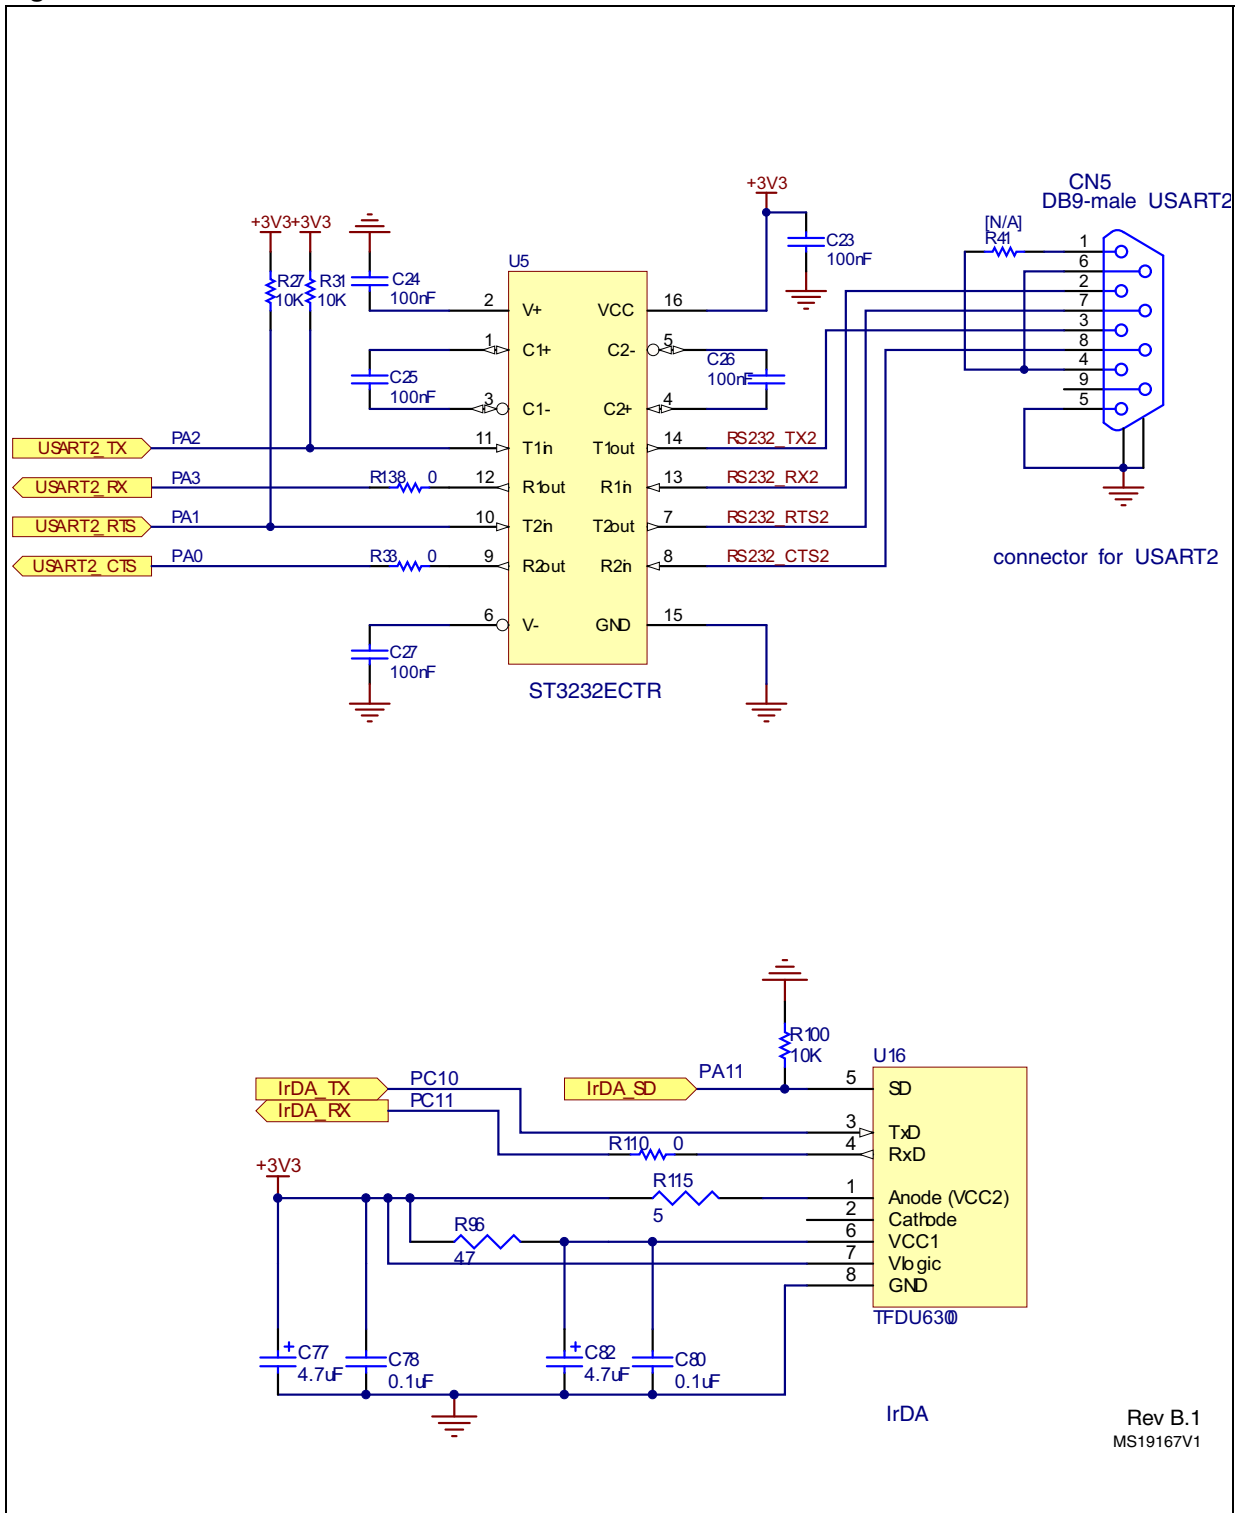 +3V3
CN5
DB9-male USART2
+3V3+3V3
[N/A]
R41
C23
100nF
U5
R27
10K
R31
10K
C24
100nF
2
V+
VCC
16
1
C1+
C2-
5
C25
100nF
C26
100nF
3
C1-
C2+
4
USART2_TX
PA2
11
T1in
T1out
14
RS232_TX2
USART2_RX
PA3
R138
0
12
R1out
R1in
13
RS232_RX2
USART2_RTS
PA1
10
T2in
T2out
7
RS232_RTS2
USART2_CTS
PA0
R33
0
9
R2out
R2in
8
RS232_CTS2
6
V-
GND
15
C27
100nF
ST3232ECTR
1
6
2
7
3
8
4
9
5
connector for USART2
R100
10K
U16
IrDA_TX
PC10
IrDA_SD
PA11
5
SD
IrDA_RX
PC11
3
TxD
R110
0
4
RxD
+3V3
R115
5
1
Anode (VCC2)
2
Cathode
R96
47
6
VCC1
7
Vlogic
8
GND
TFDU6300
C77
4.7uF
C78
0.1uF
C82
4.7uF
C80
0.1uF
+
+
IrDA
Rev B.1
MS19167V1